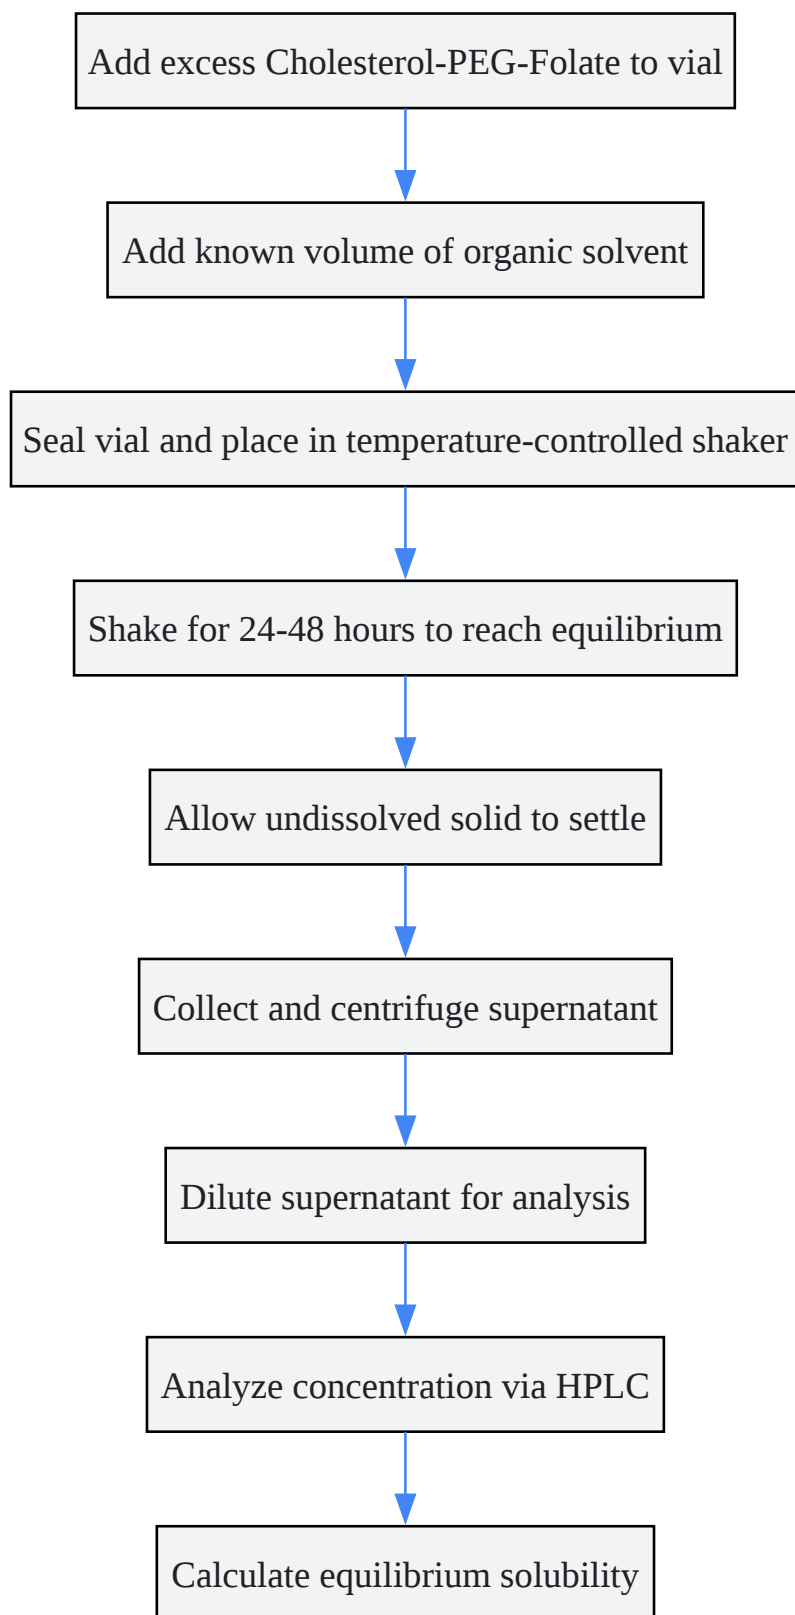 Add excess Cholesterol-PEG-Folate to vial
Add known volume of organic solvent
Seal vial and place in temperature-controlled shaker
Shake for 24-48 hours to reach equilibrium
Allow undissolved solid to settle
Collect and centrifuge supernatant
Dilute supernatant for analysis
Analyze concentration via HPLC
Calculate equilibrium solubility